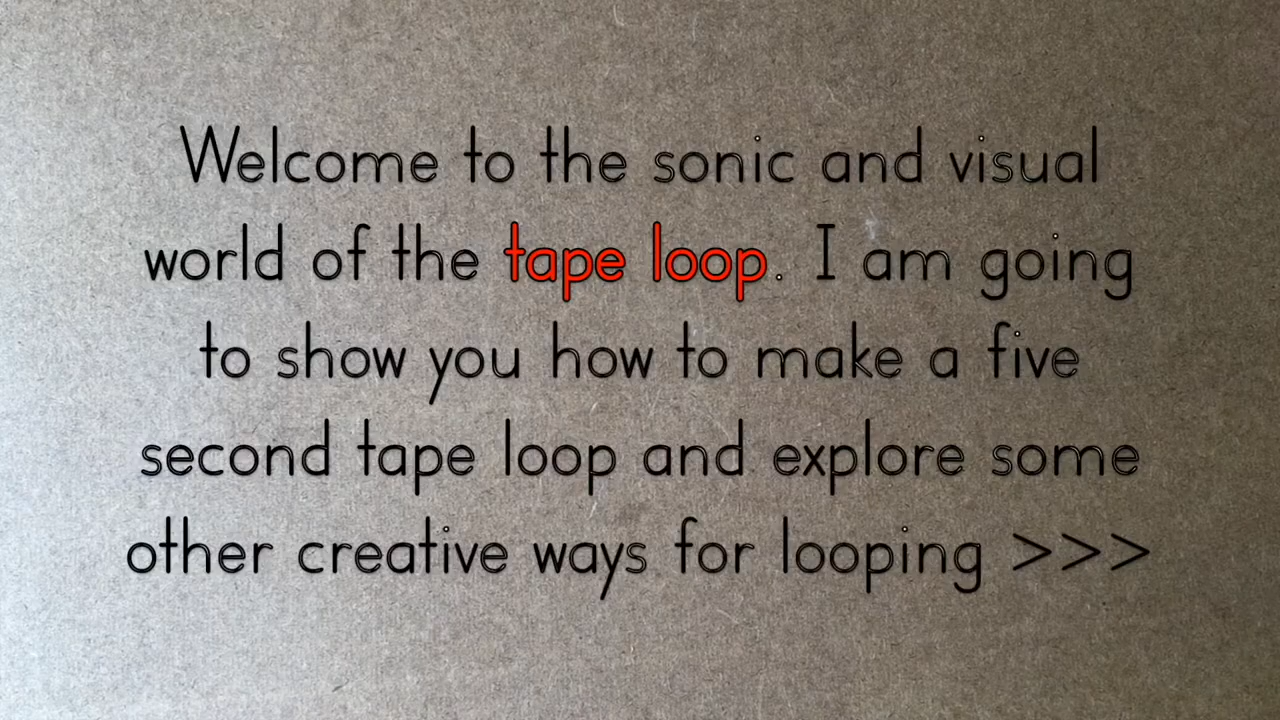 Welcome to the sonic and visual
world of the tape loop. I am going
to show you how to make a five
second tape loop and explore some
other creative ways for looping >>>